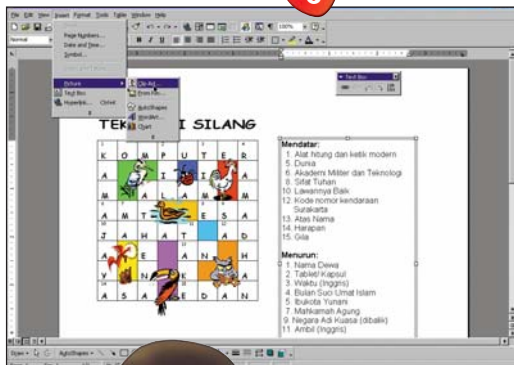 File Edit View Insert Format Tools Table Window Help
Normal
100%
Page Numbers...
Date and Time...
Symbol...
Picture
Text Box
Hyperlink... Ctrl+K
Clip Art...
From File...
AutoShapes
WordArt...
Chart
Text Box
SILANG
K O M P U T E R
A I I A
M A L A M M
A M T E S A
J A H A T A D
A E A N H
Y N K A
A S A E D A N
Mendatar:
1. Alat hitung dan ketik modern
5. Dunia
6. Akademi Militer dan Teknologi
8. Sifat Tuhan
10. Lawannya Baik
12. Kode nomor kendaraan
Surakarta
13. Atas Nama
14. Harapan
15. Gila
Menurun:
1. Nama Dewa
2. Tablet/ Kapsul
3. Waktu (Inggris)
4. Bulan Suci Umat Islam
5. Ibukota Yunani
7. Mahkamah Agung
9. Negara Adi Kuasa (dibalik)
11. Ambil (Inggris)
Draw AutoShapes